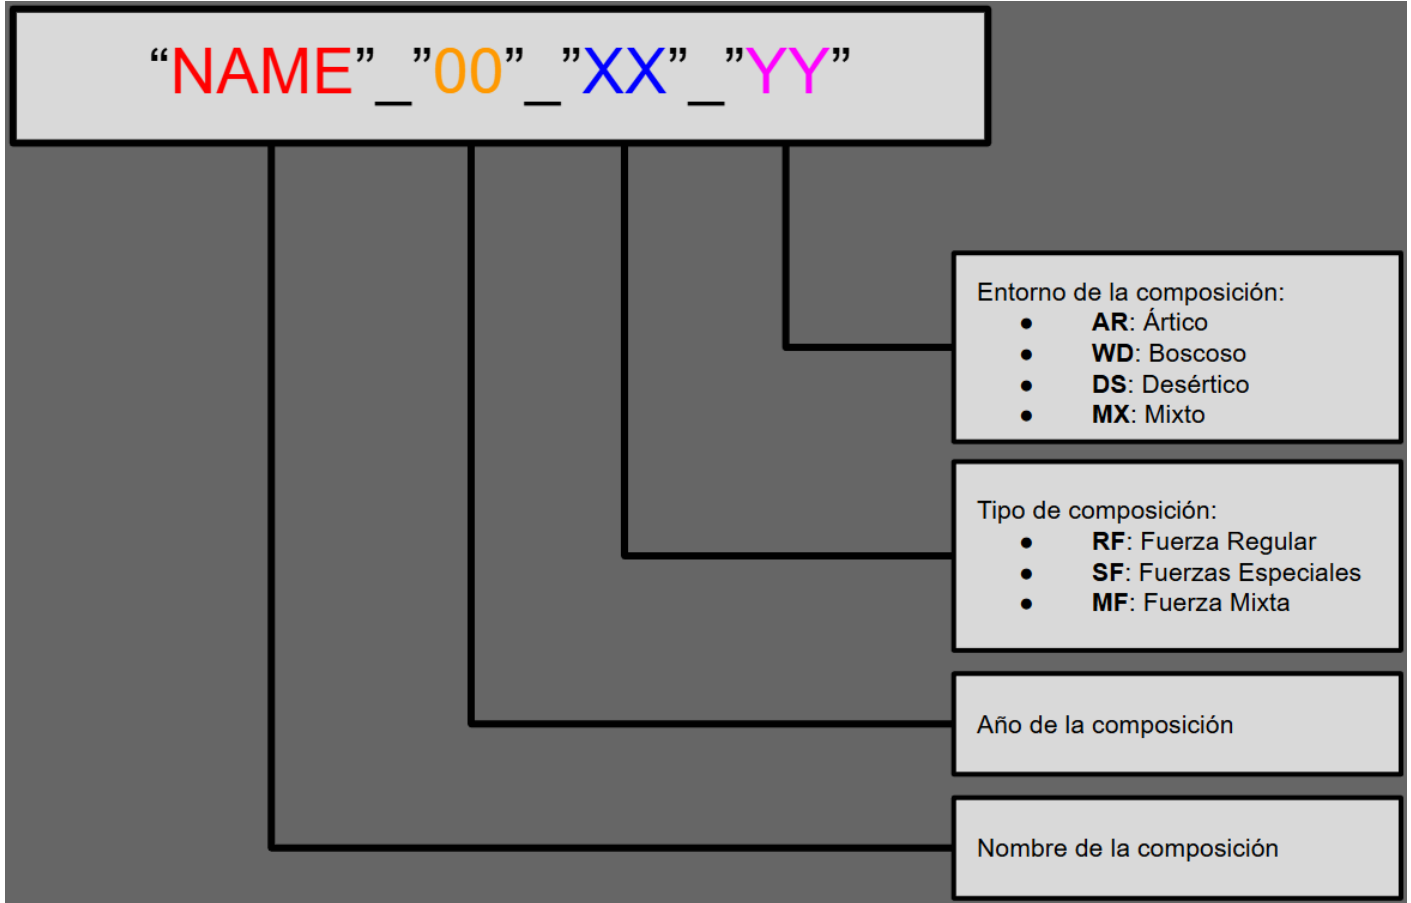 “NAME”_”00”_”XX”_”YY”
Entorno de la composición:
● AR: Ártico
● WD: Boscoso
● DS: Desértico
● MX: Mixto
Tipo de composición:
● RF: Fuerza Regular
● SF: Fuerzas Especiales
● MF: Fuerza Mixta
Año de la composición
Nombre de la composición